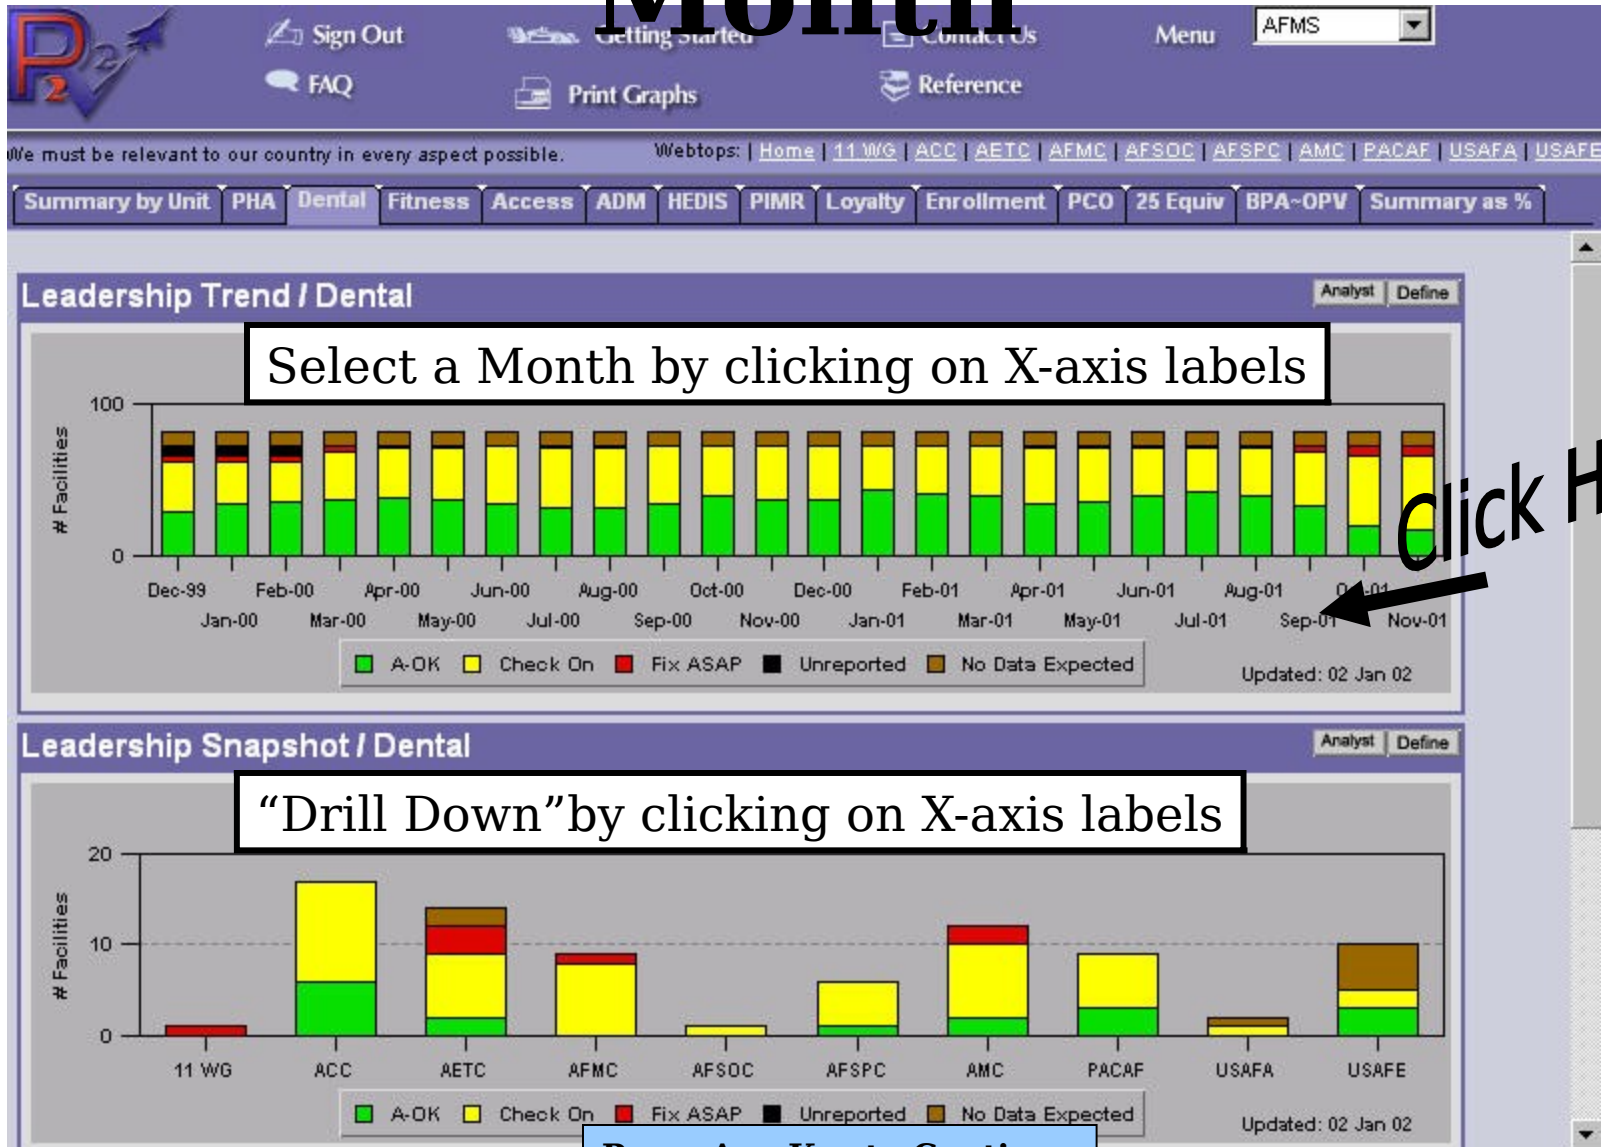 Month
P2R2
Sign Out Getting Started Contact Us Menu AFMS
FAQ Print Graphs Reference
We must be relevant to our country in every aspect possible. Webtops: | Home | 11 WG | ACC | AETC | AFMC | AFSOC | AFSPC | AMC | PACAF | USAFA | USAFE
Summary by Unit PHA Dental Fitness Access ADM HEDIS PIMR Loyalty Enrollment PCO 25 Equiv BPA~OPV Summary as %
Leadership Trend / Dental Analyst Define
Select a Month by clicking on X-axis labels
100
# Facilities
Click H
0
Dec-99 Feb-00 Apr-00 Jun-00 Aug-00 Oct-00 Dec-00 Feb-01 Apr-01 Jun-01 Aug-01 Oct-01
Jan-00 Mar-00 May-00 Jul-00 Sep-00 Nov-00 Jan-01 Mar-01 May-01 Jul-01 Sep-01 Nov-01
A-OK Check On Fix ASAP Unreported No Data Expected
Updated: 02 Jan 02
Leadership Snapshot / Dental Analyst Define
“Drill Down”by clicking on X-axis labels
20
# Facilities
10
0
11 WG ACC AETC AFMC AFSOC AFSPC AMC PACAF USAFA USAFE
A-OK Check On Fix ASAP Unreported No Data Expected
Updated: 02 Jan 02